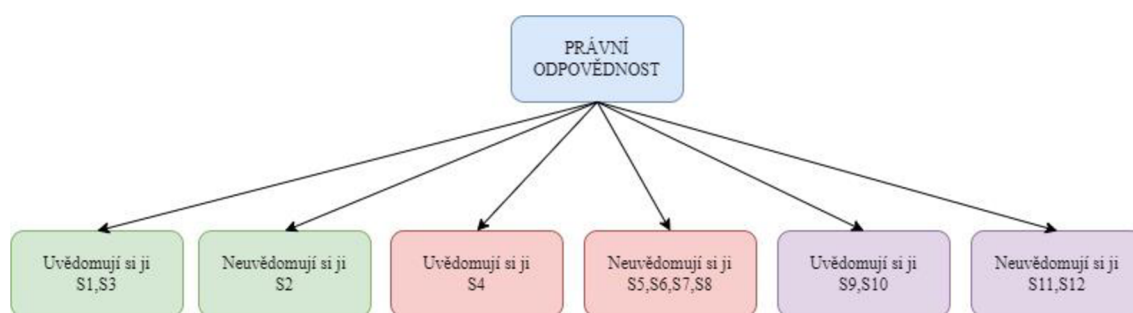 PRÁVNÍ
ODPOVĚDNOST
Uvědomují si ji
S1,S3
Neuvědomují si ji
S2
Uvědomují si ji
S4
Neuvědomují si ji
S5,S6,S7,S8
Uvědomují si ji
S9,S10
Neuvědomují si ji
S11,S12